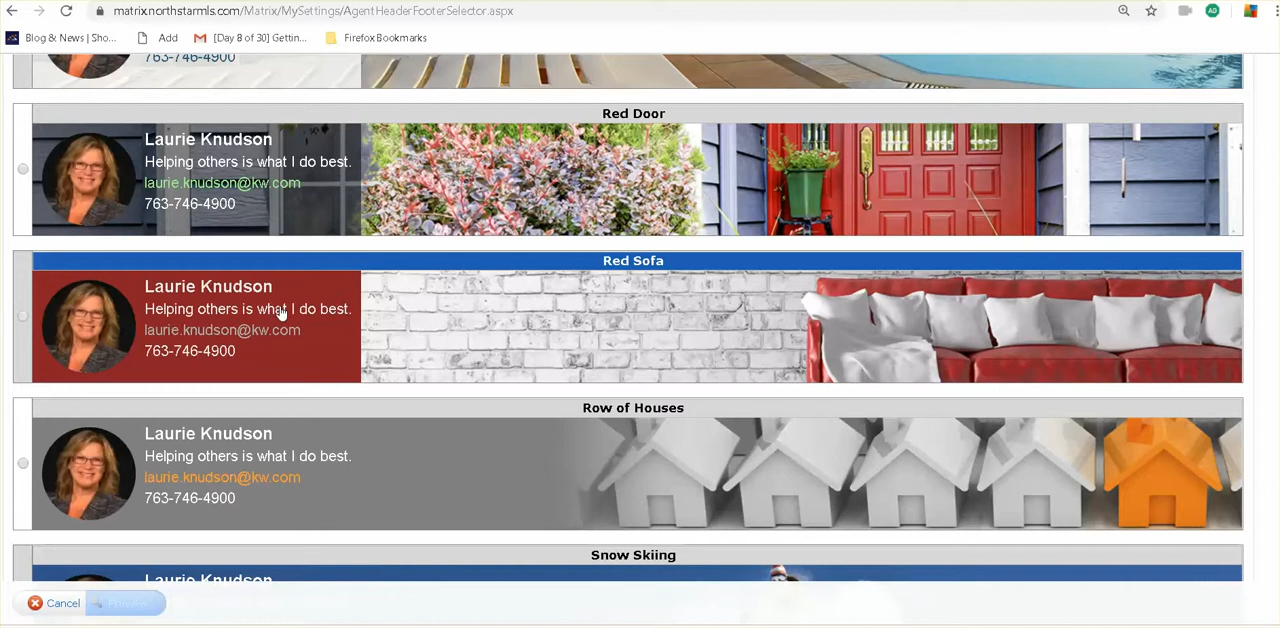 matrix.northstarmls.com/Matrix/MySettings/AgentHeaderFooterSelector.aspx
AD
Blog & News | Sho...
Add
[Day 8 of 30] Gettin...
Firefox Bookmarks
763-746-4900
Red Door
Laurie Knudson
Helping others is what I do best.
laurie.knudson@kw.com
763-746-4900
Red Sofa
Laurie Knudson
Helping others is what I do best.
laurie.knudson@kw.com
763-746-4900
Row of Houses
Laurie Knudson
Helping others is what I do best.
laurie.knudson@kw.com
763-746-4900
Snow Skiing
Laurie Knudson
Cancel